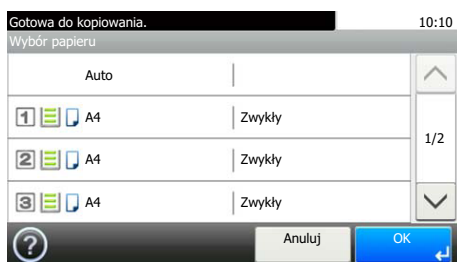 Gotowa do kopiowania. 10:10
Wybór papieru
Auto
1 A4 Zwykły
1/2
2 A4 Zwykły
3 A4 Zwykły
? Anuluj OK